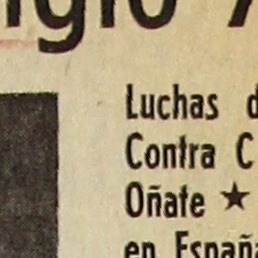 Luchas
Contra C
Oñate ★
en España